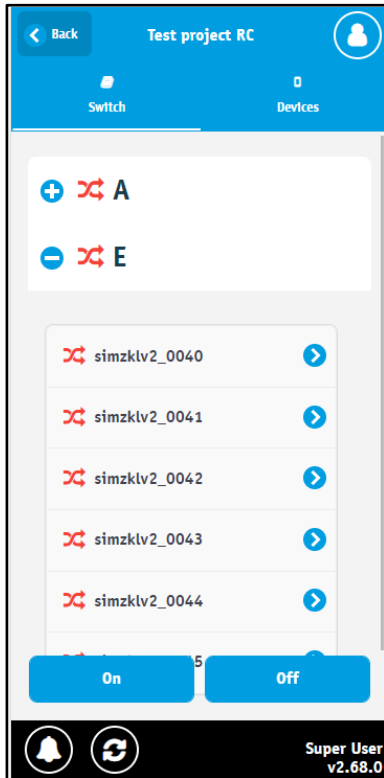 Back
Test project RC
Switch
Devices
A
E
simzklv2_0040
simzklv2_0041
simzklv2_0042
simzklv2_0043
simzklv2_0044
On
Off
Super User
v2.68.0